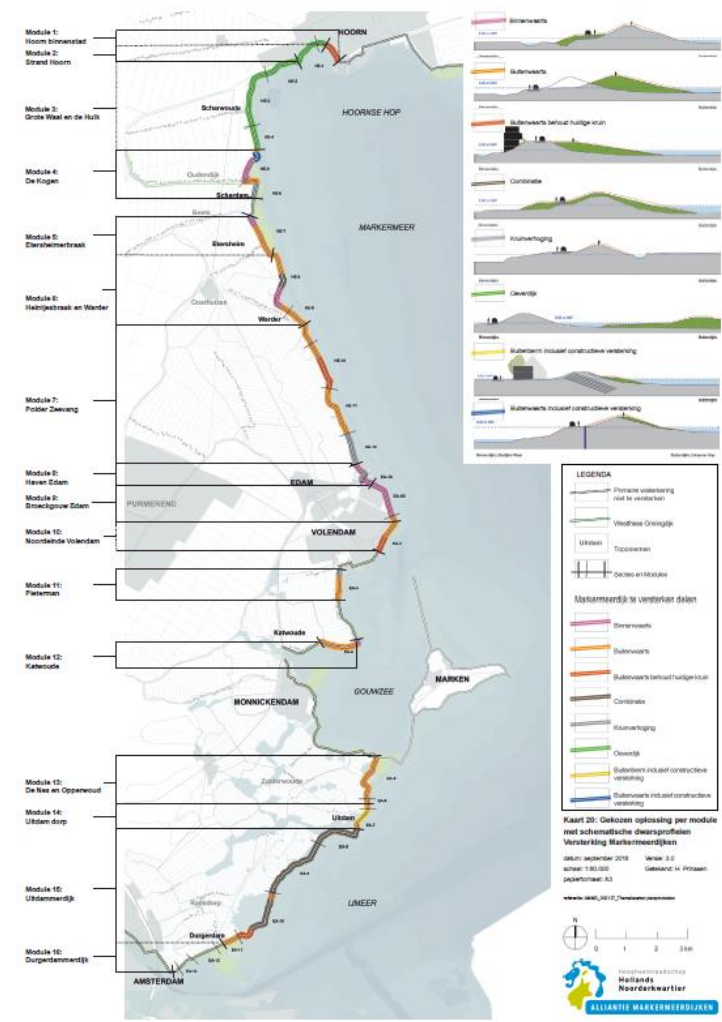 Module 1:
Hoorn binnenstad
Module 2:
Strand Hoorn
Module 3:
Grote Waal en de Hulk
Module 4:
De Kogen
Module 5:
Etersheimerbraak
Module 6:
Heintjesbraak en Warder
Module 7:
Polder Zeevang
Module 8:
Haven Edam
Module 9:
Broeckgouw Edam
Module 10:
Noordeinde Volendam
Module 11:
Pieterman
Module 12:
Katwoude
Module 13:
De Nes en Opperwoud
Module 14:
Uitdam dorp
Module 15:
Uitdammerdijk
Module 16:
Durgerdammerdijk
HOORN
HOORNSE HOP
Scharwoude
Oudendijk
Schardam
Beets
MARKERMEER
Etersheim
Oosthuizen
Warder
EDAM
PURMEREND
VOLENDAM
Katwoude
MARKEN
GOUWZEE
MONNICKENDAM
Zuiderwoude
Uitdam
IJMEER
Ransdorp
Durgerdam
AMSTERDAM
Binnenwaarts
Buitenwaarts
Buitenwaarts behoud huidige kruin
Combinatie
Kruinverhoging
Oeverdijk
Buitenberm inclusief constructieve versterking
Buitenwaarts inclusief constructieve versterking
LEGENDA
Primaire waterkering
niet te versterken
Westfriese Omringdijk
Uitdam
Toponiemen
Secties en Modules
Markermeerdijk te versterken delen
Binnenwaarts
Buitenwaarts
Buitenwaarts behoud huidige kruin
Combinatie
Kruinverhoging
Oeverdijk
Buitenberm inclusief constructieve
versterking
Buitenwaarts inclusief constructieve
versterking
Kaart 20: Gekozen oplossing per module
met schematische dwarsprofielen
Versterking Markermeerdijken
datum: september 2018 Versie: 3.0
schaal: 1:80.000 Getekend: H. Prinssen
papierformaat: A3
N
0 1 2 3 km
hoogheemraadschap
Hollands
Noorderkwartier
ALLIANTIE MARKERMEERDIJKEN